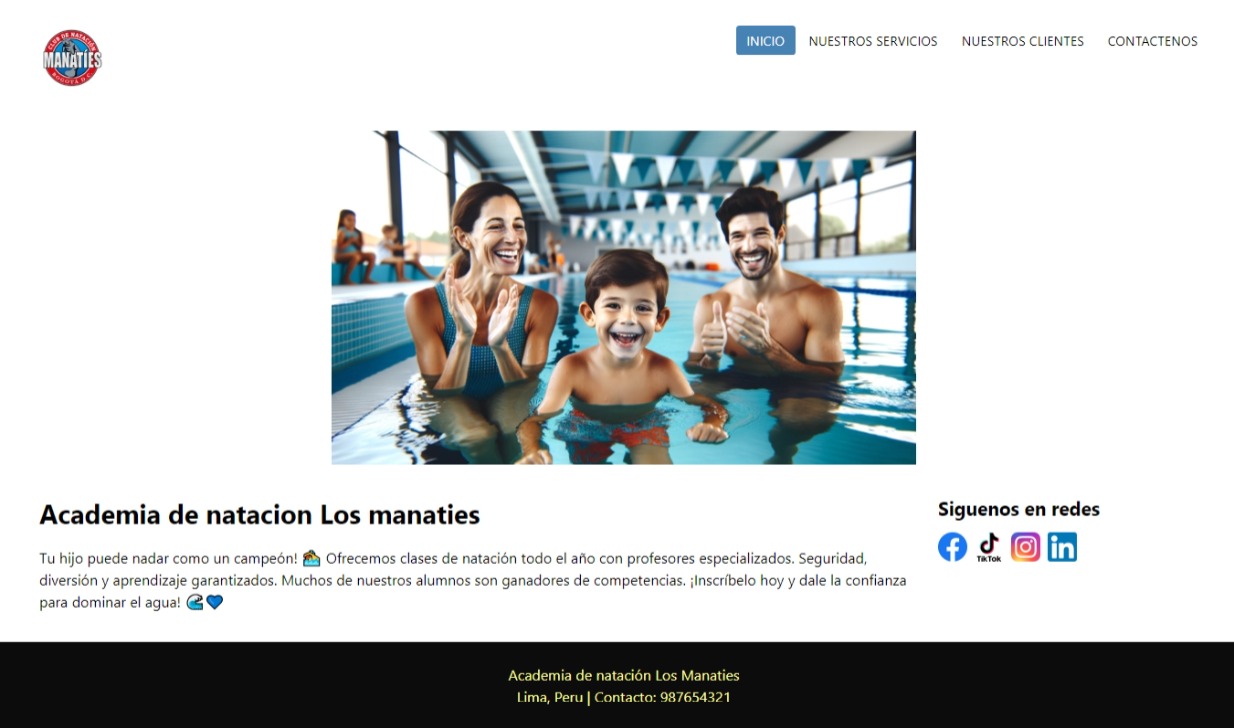 CLUB DE NATACIÓN
MANATÍES
BOGOTÁ D.C.
INICIO
NUESTROS SERVICIOS
NUESTROS CLIENTES
CONTACTENOS
Academia de natacion Los manaties
Tu hijo puede nadar como un campeón! 🏊 Ofrecemos clases de natación todo el año con profesores especializados. Seguridad,
diversión y aprendizaje garantizados. Muchos de nuestros alumnos son ganadores de competencias. ¡Inscríbelo hoy y dale la confianza
para dominar el agua! 🌊💙
Siguenos en redes
TikTok
in
Academia de natación Los Manaties
Lima, Peru | Contacto: 987654321